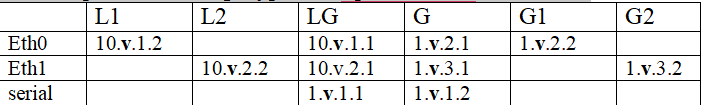 L1 L2 LG G G1 G2
Eth0 10.v.1.2 10.v.1.1 1.v.2.1 1.v.2.2
Eth1 10.v.2.2 10.v.2.1 1.v.3.1 1.v.3.2
serial 1.v.1.1 1.v.1.2